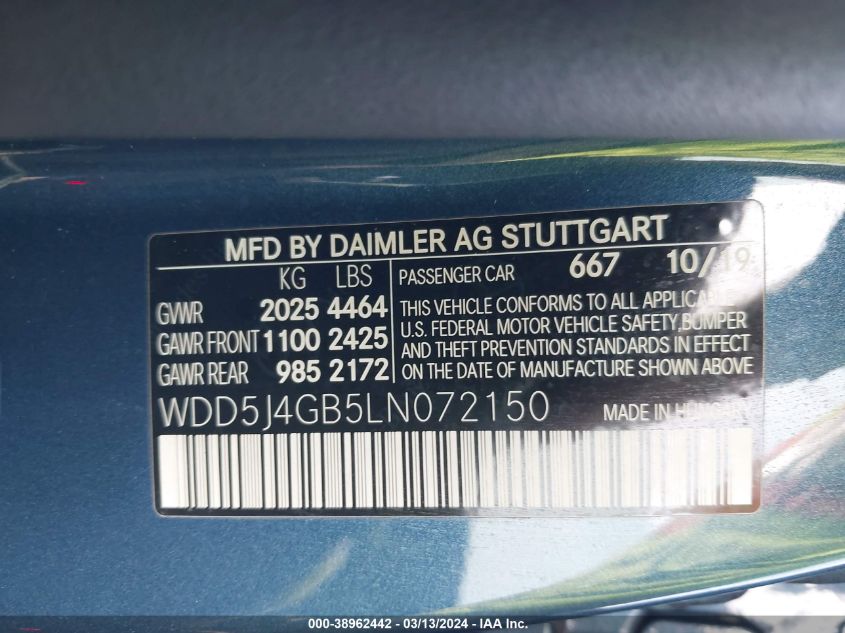 MFD BY DAIMLER AG STUTTGART
KG LBS
GVWR 2025 4464
GAWR FRONT 1100 2425
GAWR REAR 985 2172
PASSENGER CAR 667 10/19
THIS VEHICLE CONFORMS TO ALL APPLICABLE
U.S. FEDERAL MOTOR VEHICLE SAFETY, BUMPER
AND THEFT PREVENTION STANDARDS IN EFFECT
ON THE DATE OF MANUFACTURE SHOWN ABOVE
WDD5J4GB5LN072150 MADE IN HUNGARY
000-38962442 - 03/13/2024 - IAA Inc.